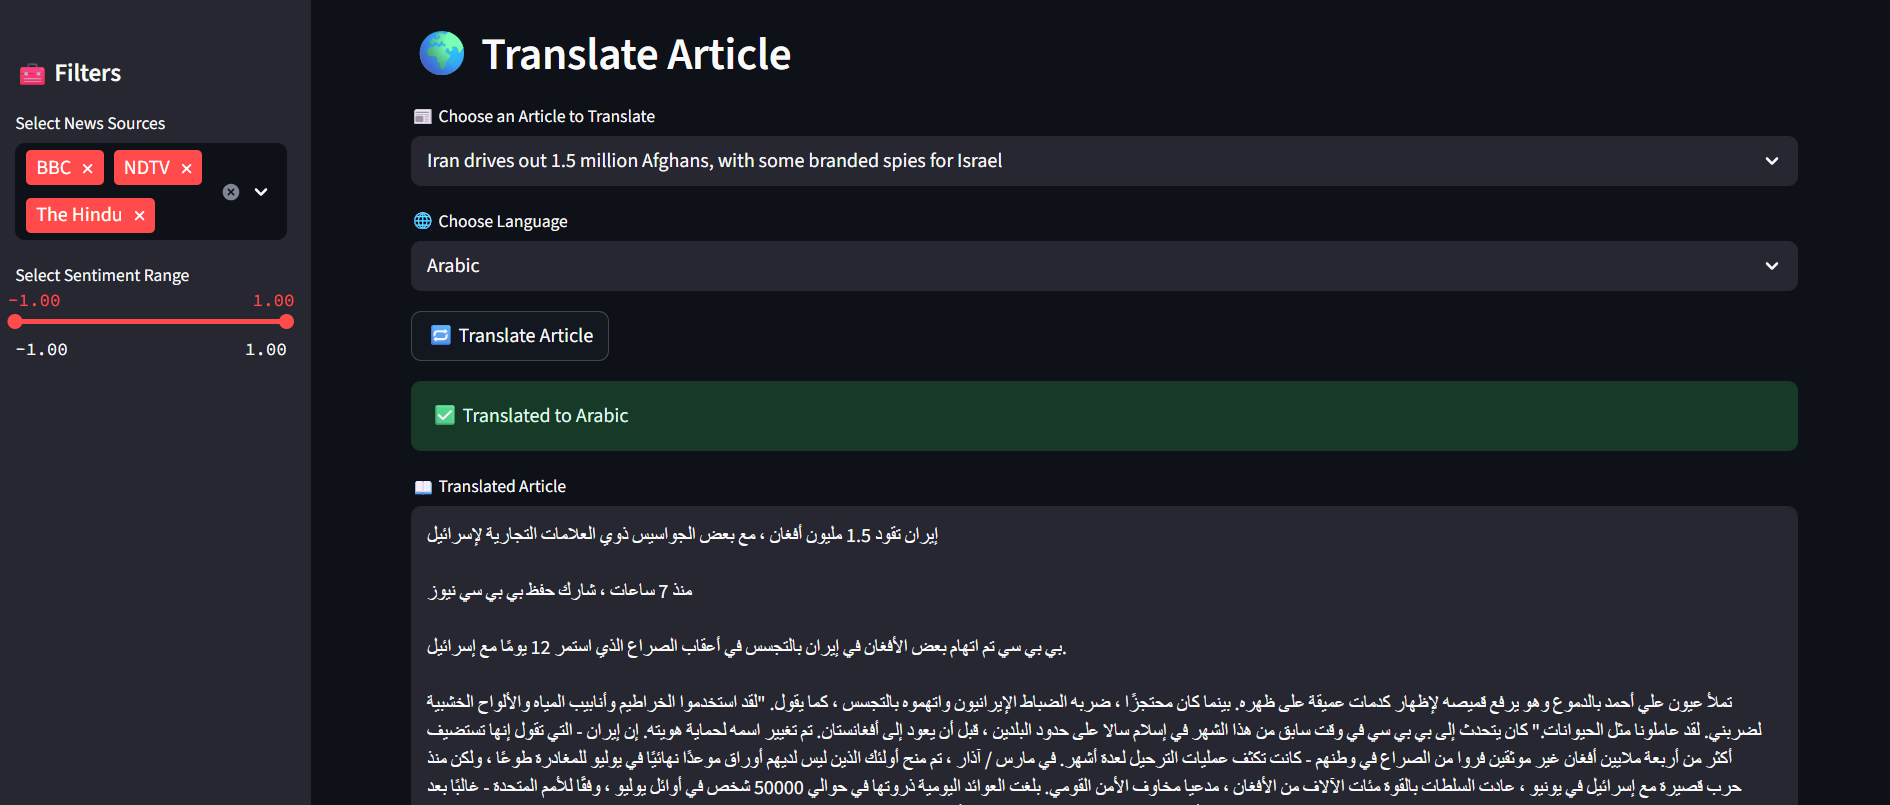 Filters
Select News Sources
BBC ×
NDTV ×
The Hindu ×
Select Sentiment Range
-1.00 1.00
-1.00 1.00
Translate Article
Choose an Article to Translate
Iran drives out 1.5 million Afghans, with some branded spies for Israel
Choose Language
Arabic
Translate Article
Translated to Arabic
Translated Article
إيران تقود 1.5 مليون أفغان ، مع بعض الجواسيس ذوي العلامات التجارية لإسرائيل
منذ 7 ساعات ، شارك حفظ بي بي سي نيوز
بي بي سي تم اتهام بعض الأفغان في إيران بالتجسس في أعقاب الصراع الذي استمر 12 يومًا مع إسرائيل.
تملأ عيون علي أحمد بالدموع وهو يرفع قميصه لإظهار كدمات عميقة على ظهره. بينما كان محتجزًا ، ضربه الضباط الإيرانيون واتهموه بالتجسس ، كما يقول. "لقد استخدموا الخراطيم وأنابيب المياه والألواح الخشبية
لضربني. لقد عاملونا مثل الحيوانات." كان يتحدث إلى بي بي سي في وقت سابق من هذا الشهر في إسلام سالا على حدود البلدين ، قبل أن يعود إلى أفغانستان. تم تغيير اسمه لحماية هويته. إن إيران - التي تقول إنها تستضيف
أكثر من أربعة ملايين أفغان غير موثقين فروا من الصراع في وطنهم - كانت تكثف عمليات الترحيل لعدة أشهر. في مارس / آذار ، تم منح أولئك الذين ليس لديهم أوراق موعدًا نهائيًا في يوليو للمغادرة طوعًا ، ولكن منذ
حرب قصيرة مع إسرائيل في يونيو ، عادت السلطات بالقوة مئات الآلاف من الأفغان ، مدعيا مخاوف الأمن القومي. بلغت العوائد اليومية ذروتها في حوالي 50000 شخص في أوائل يوليو ، وفقًا للأمم المتحدة - غالبًا بعد